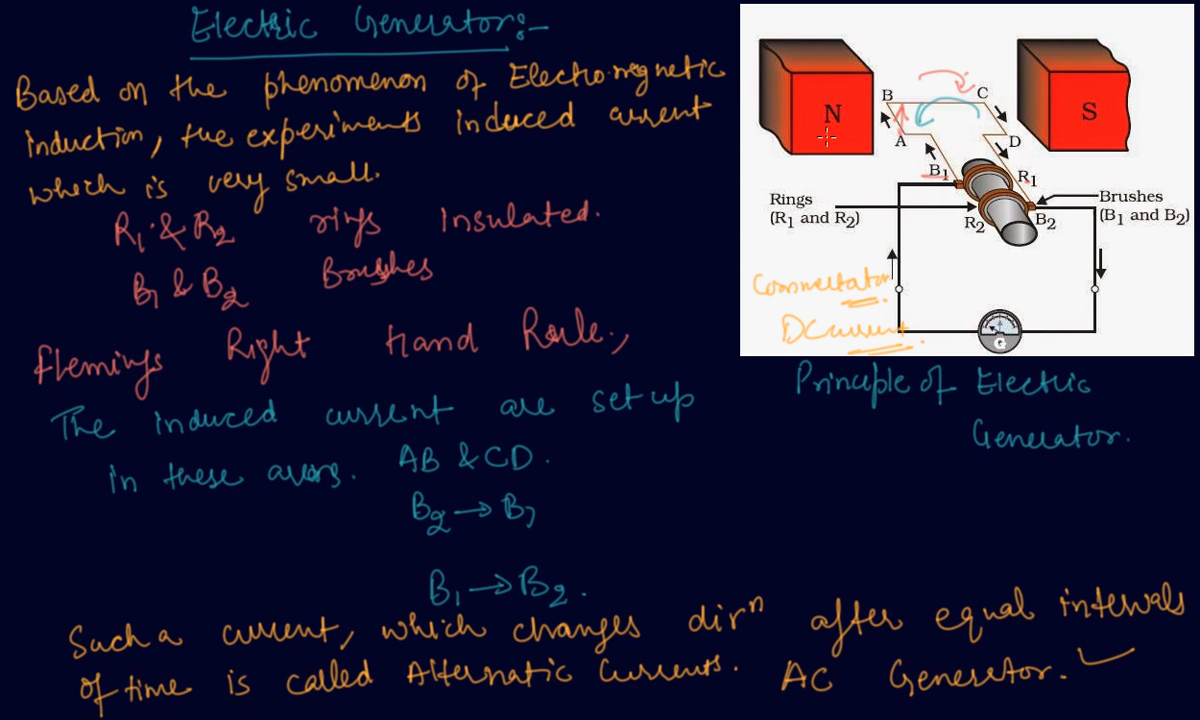 Electric Generator:-
Based on the phenomenon of Electromegnetic
induction, the experiments induced current
which is very small.
R1 & R2 rings insulated.
B1 & B2 Brushes
Flemings Right Hand Rule,
The induced current are set up
in these arms. AB & CD.
B2 → B1
B1 → B2.
Such a current, which changes dirn after equal intervals
of time is called Alternatic Currents. AC Generetor.
N
S
B
C
A
D
B1
R1
Rings
(R1 and R2)
R2
B2
Brushes
(B1 and B2)
Commutator
DCurrent
G
Principle of Electric
Generator.